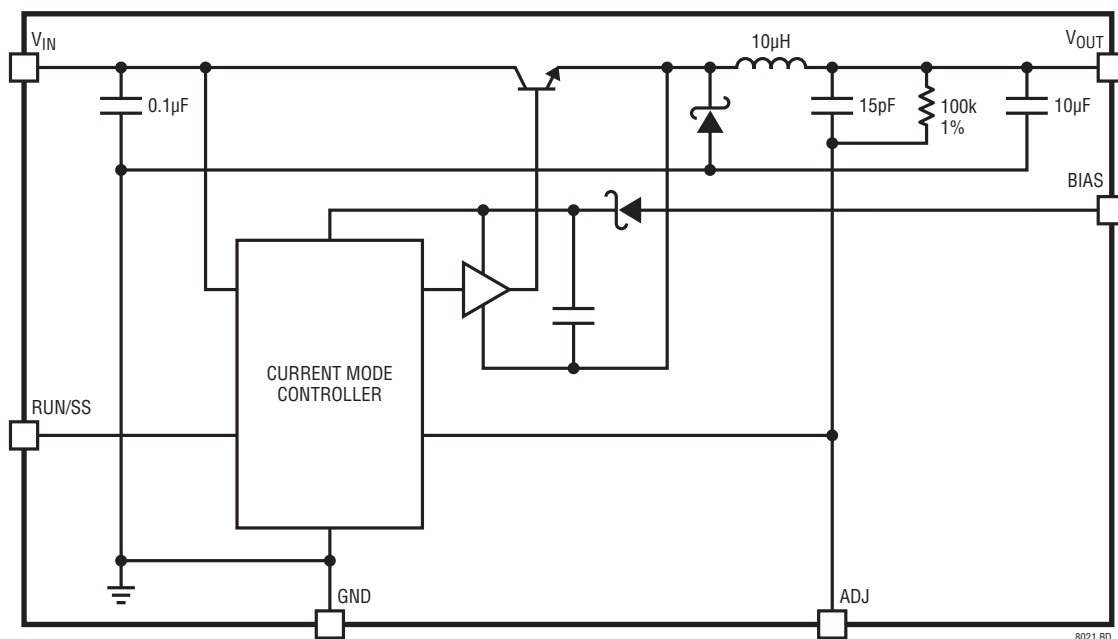 VIN
10µH
VOUT
0.1µF
15pF
100k
1%
10µF
BIAS
CURRENT MODE
CONTROLLER
RUN/SS
GND
ADJ
8021 BD